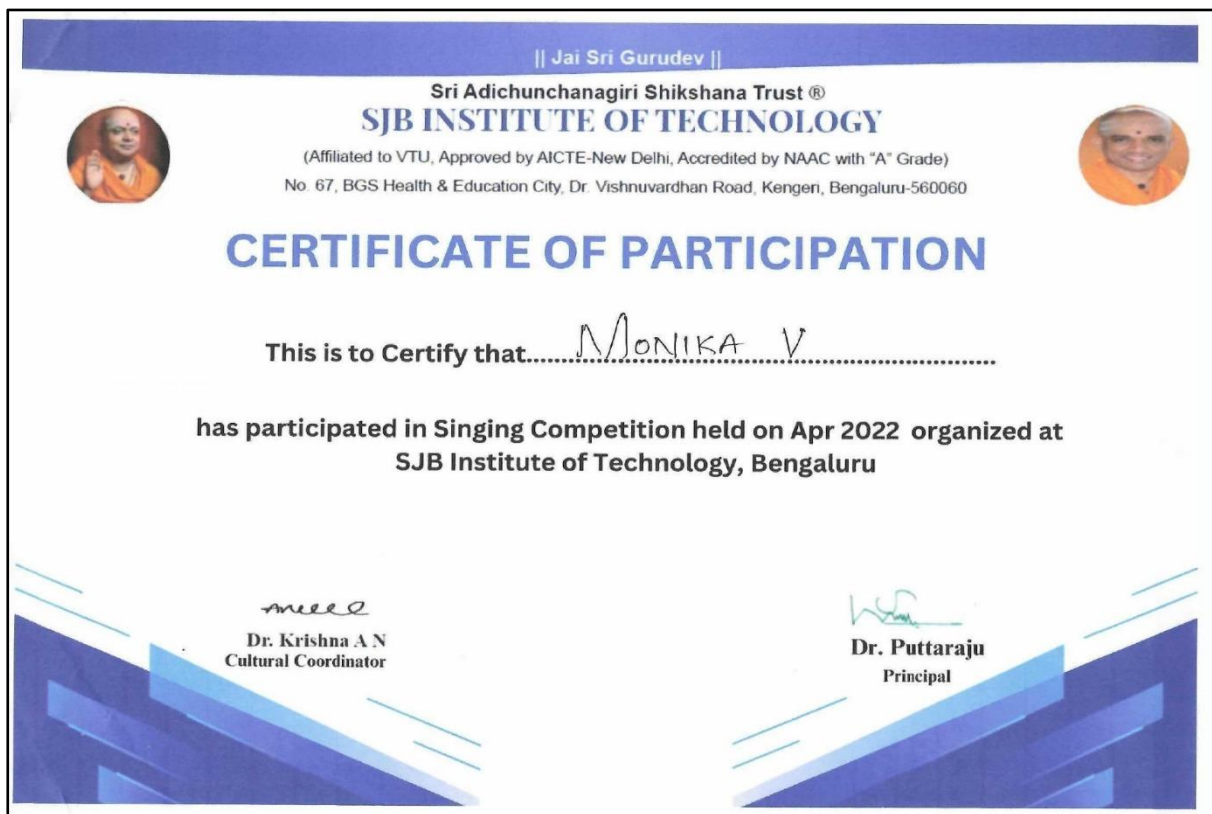 || Jai Sri Gurudev ||
Sri Adichunchanagiri Shikshana Trust ®
SJB INSTITUTE OF TECHNOLOGY
(Affiliated to VTU, Approved by AICTE-New Delhi, Accredited by NAAC with "A" Grade)
No. 67, BGS Health & Education City, Dr. Vishnuvardhan Road, Kengeri, Bengaluru-560060
CERTIFICATE OF PARTICIPATION
This is to Certify that........MONIKA V................................
has participated in Singing Competition held on Apr 2022 organized at
SJB Institute of Technology, Bengaluru
Dr. Krishna A N
Cultural Coordinator
Dr. Puttaraju
Principal